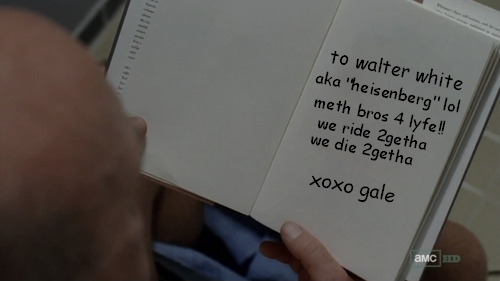 to walter white
aka "heisenberg" lol
meth bros 4 lyfe!!
we ride 2getha
we die 2getha
xoxo gale
amc HD